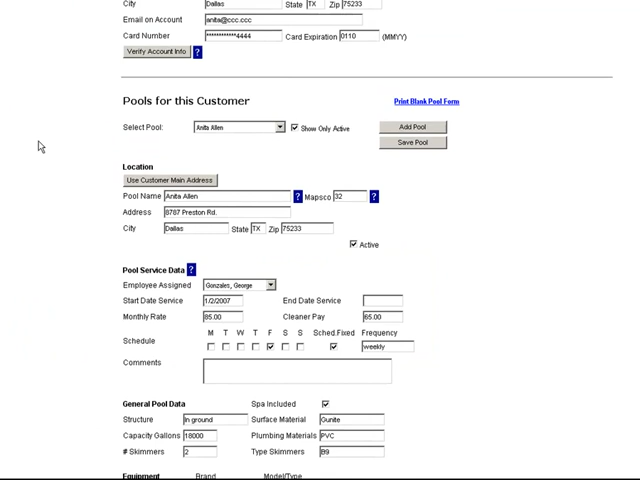 City Dallas State TX Zip 75233
Email on Account anita@ccc.ccc
Card Number ************4444 Card Expiration 0110 (MMYY)
Verify Account Info ?
Pools for this Customer Print Blank Pool Form
Select Pool: Anita Allen Show Only Active Add Pool
Save Pool
Location
Use Customer Main Address
Pool Name Anita Allen ? Mapsco 32 ?
Address 8787 Preston Rd.
City Dallas State TX Zip 75233
Active
Pool Service Data ?
Employee Assigned Gonzales, George
Start Date Service 1/2/2007 End Date Service
Monthly Rate 85.00 Cleaner Pay 65.00
M T W T F S S Sched.Fixed Frequency
Schedule weekly
Comments
General Pool Data Spa Included
Structure In ground Surface Material Gunite
Capacity Gallons 18000 Plumbing Materials PVC
# Skimmers 2 Type Skimmers B9
Equipment Brand Model/Type